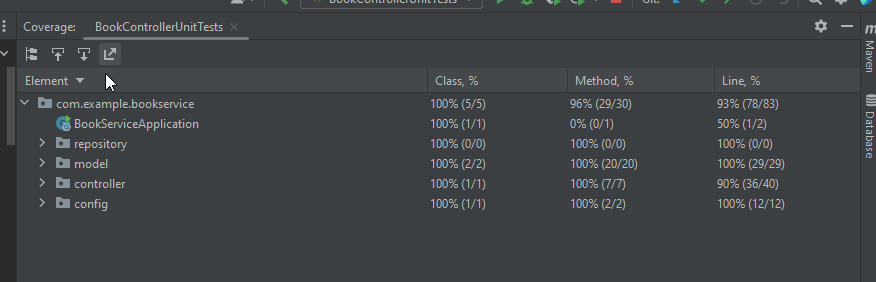 BookControllerUnitTests
Git:
Coverage: BookControllerUnitTests
Element Class, % Method, % Line, %
com.example.bookservice 100% (5/5) 96% (29/30) 93% (78/83)
BookServiceApplication 100% (1/1) 0% (0/1) 50% (1/2)
repository 100% (0/0) 100% (0/0) 100% (0/0)
model 100% (2/2) 100% (20/20) 100% (29/29)
controller 100% (1/1) 100% (7/7) 90% (36/40)
config 100% (1/1) 100% (2/2) 100% (12/12)
Maven
Database